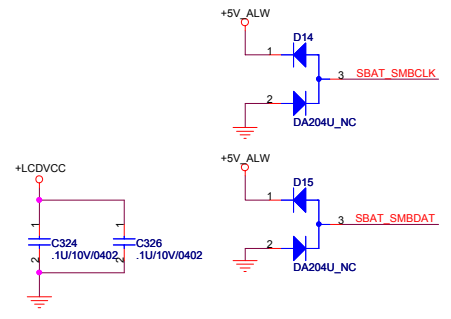 +5V_ALW
D14
1
3
SBAT_SMBCLK
2
DA204U_NC
+LCDVCC
+5V_ALW
D15
1
3
SBAT_SMBDAT
2
DA204U_NC
1
1
C324
C326
.1U/10V/0402
.1U/10V/0402
2
2